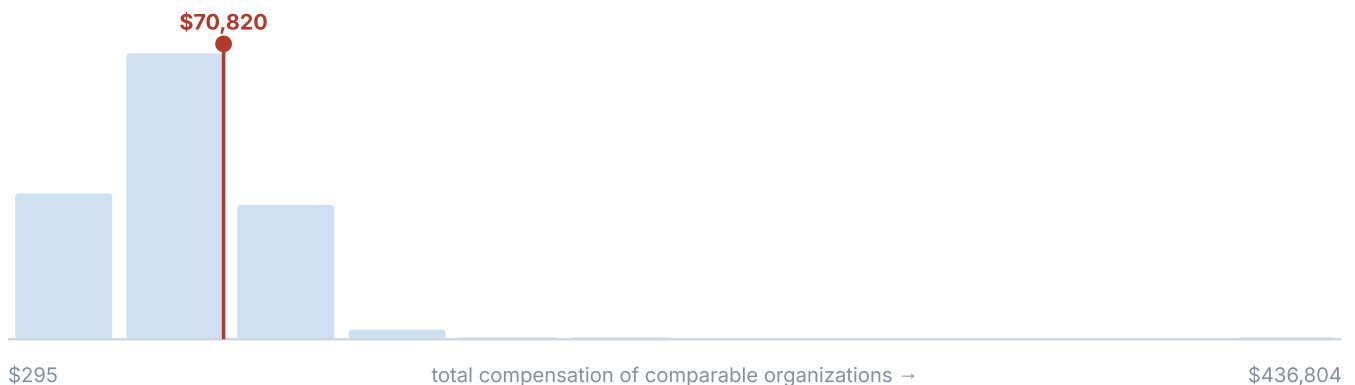 $70,820
$295 total compensation of comparable organizations → $436,804